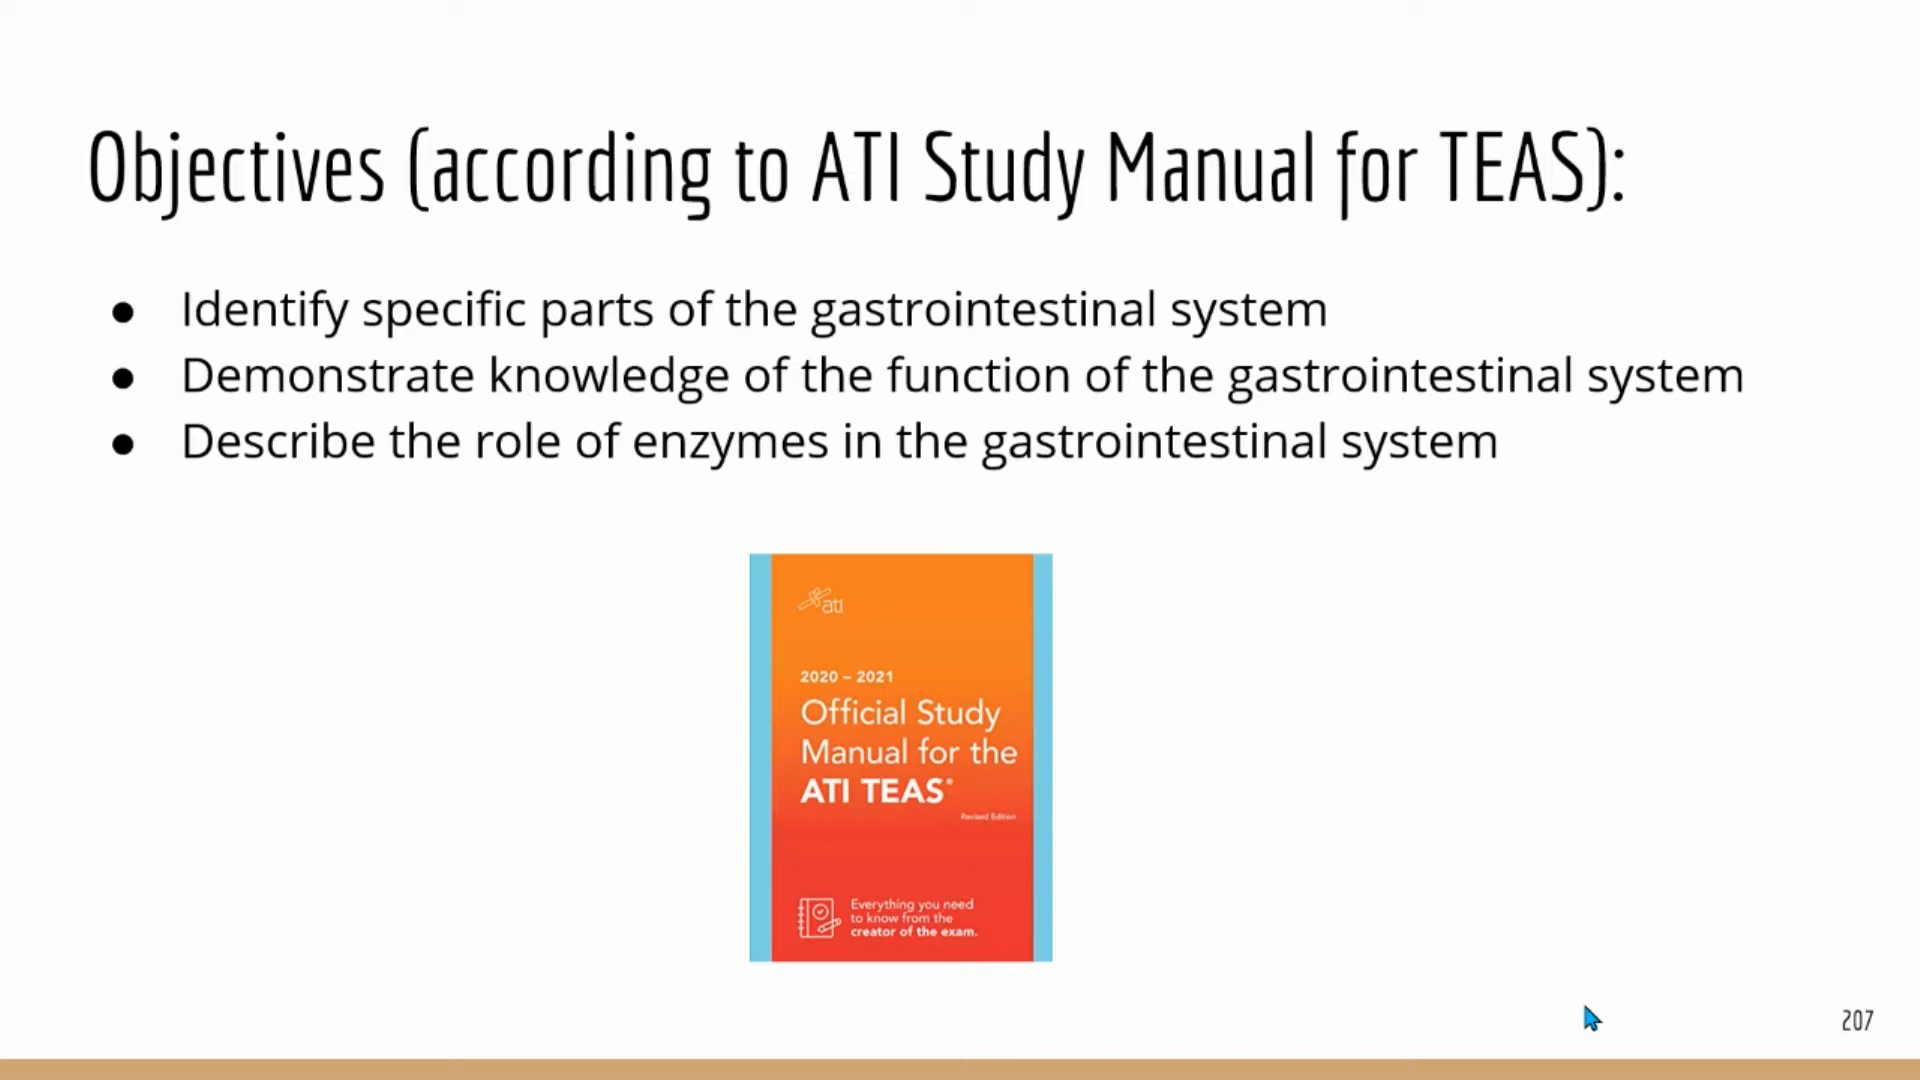 Objectives (according to ATI Study Manual for TEAS):
● Identify specific parts of the gastrointestinal system
● Demonstrate knowledge of the function of the gastrointestinal system
● Describe the role of enzymes in the gastrointestinal system
ati
2020 – 2021
Official Study
Manual for the
ATI TEAS®
Revised Edition
Everything you need
to know from the
creator of the exam.
207